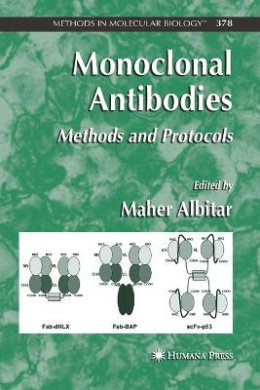 METHODS IN MOLECULAR BIOLOGY™ 378
Monoclonal
Antibodies
Methods and Protocols
Edited by
Maher Albitar
Fab-dHLX
Fab-BAP
scFv-p53
HUMANA PRESS